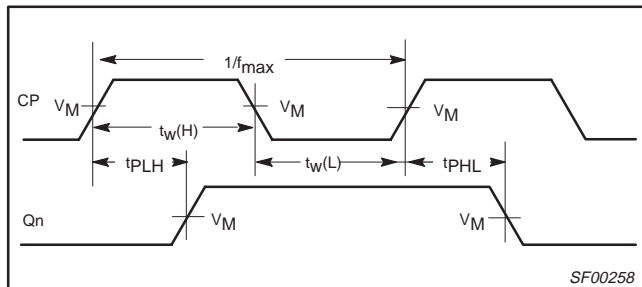 1/fmax
CP
VM
VM
VM
tw(H)
tw(L)
tPLH
tPHL
Qn
VM
VM
SF00258